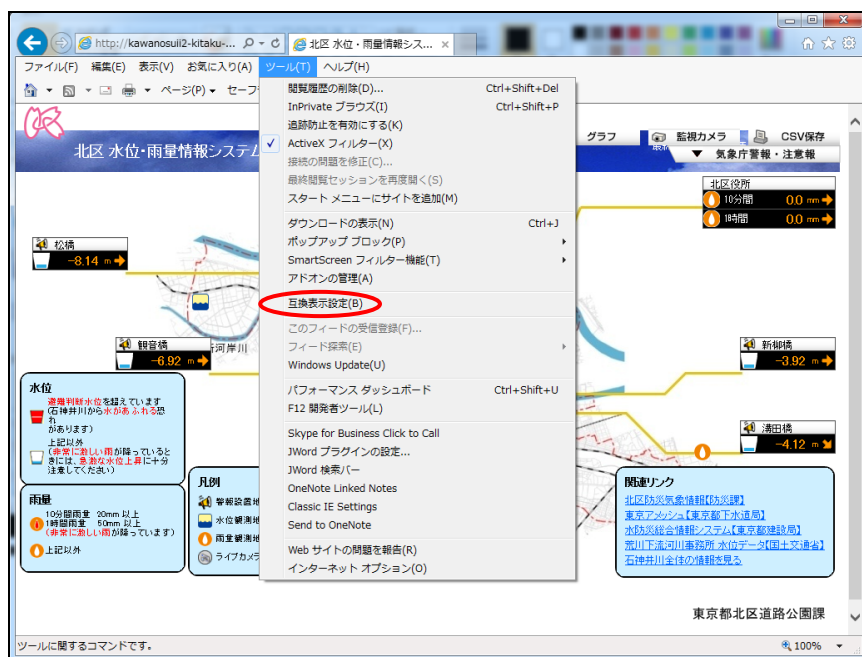 http://kawanosuii2-kitaku-...
北区 水位・雨量情報シス...
ファイル(F) 編集(E) 表示(V) お気に入り(A) ツール(T) ヘルプ(H)
ページ(P) セーフ
閲覧履歴の削除(D)... Ctrl+Shift+Del
InPrivate ブラウズ(I) Ctrl+Shift+P
追跡防止を有効にする(K)
ActiveX フィルター(X)
接続の問題を修正(C)...
最終閲覧セッションを再度開く(S)
スタート メニューにサイトを追加(M)
ダウンロードの表示(N) Ctrl+J
ポップアップ ブロック(P)
SmartScreen フィルター機能(T)
アドオンの管理(A)
互換表示設定(B)
このフィードの受信登録(F)...
フィード探索(E)
Windows Update(U)
パフォーマンス ダッシュボード Ctrl+Shift+U
F12 開発者ツール(L)
Skype for Business Click to Call
JWord プラグインの設定...
JWord 検索バー
OneNote Linked Notes
Classic IE Settings
Send to OneNote
Web サイトの問題を報告(R)
インターネット オプション(O)
北区 水位・雨量情報システム
グラフ 監視カメラ CSV保存
▼ 気象庁警報・注意報
北区役所
10分間 0.0 mm
1時間 0.0 mm
松橋
-8.14 m
観音橋
-6.92 m
河岸川
新柳橋
-3.92 m
溝田橋
-4.12 m
水位
避難判断水位を超えています
(石神井川から水があふれる恐
れ
があります)
上記以外
(非常に激しい雨が降っていると
きには、急激な水位上昇に十分
注意してください)
雨量
10分間雨量 20mm 以上
1時間雨量 50mm 以上
(非常に激しい雨が降っています)
上記以外
凡例
警報設置地
水位観測地
雨量観測地
ライブカメラ
関連リンク
北区防災気象情報【防災課】
東京アメッシュ【東京都下水道局】
水防災総合情報システム【東京都建設局】
荒川下流河川事務所 水位データ【国土交通省】
石神井川全体の情報を見る
東京都北区道路公園課
ツールに関するコマンドです。
100%